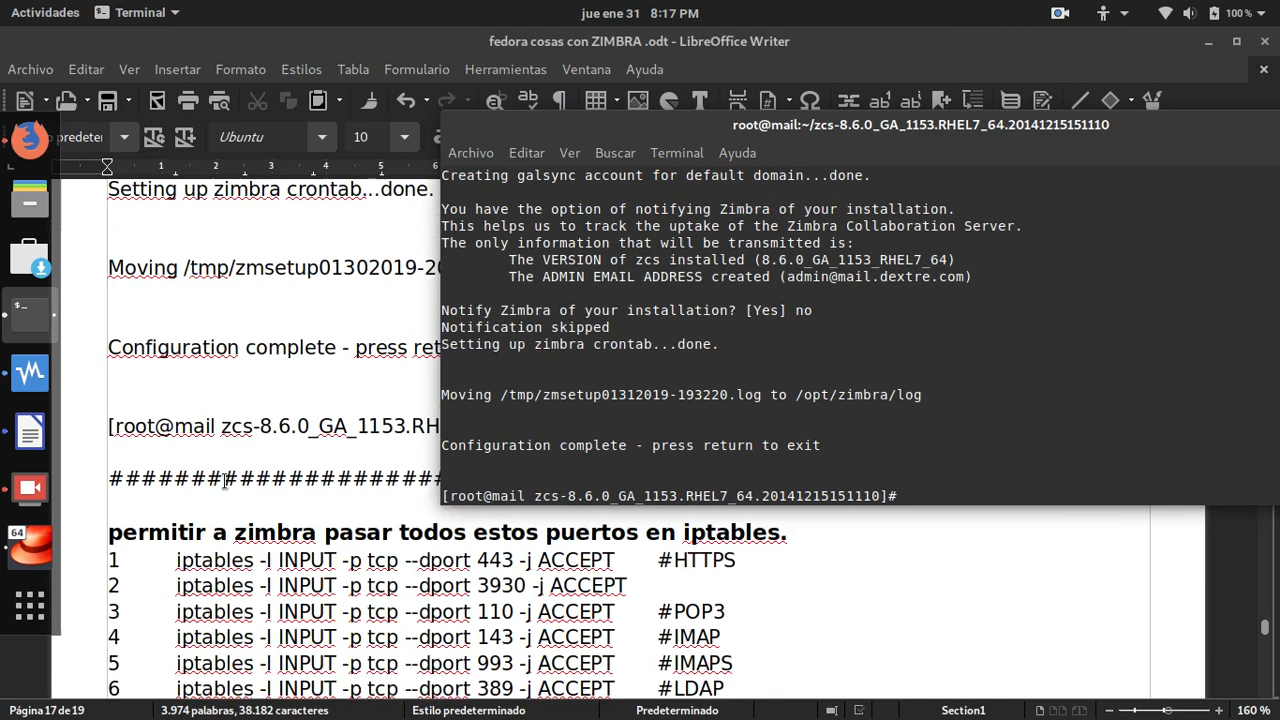 Actividades
Terminal
jue ene 31 8:17 PM
100 %
fedora cosas con ZIMBRA .odt - LibreOffice Writer
Archivo Editar Ver Insertar Formato Estilos Tabla Formulario Herramientas Ventana Ayuda
predeter
Ubuntu
10
1 2 3 4 5 6
Setting up zimbra crontab...done.
Moving /tmp/zmsetup01302019-20
Configuration complete - press ret
[root@mail zcs-8.6.0_GA_1153.RH
####################
permitir a zimbra pasar todos estos puertos en iptables.
1 iptables -I INPUT -p tcp --dport 443 -j ACCEPT #HTTPS
2 iptables -I INPUT -p tcp --dport 3930 -j ACCEPT
3 iptables -I INPUT -p tcp --dport 110 -j ACCEPT #POP3
4 iptables -I INPUT -p tcp --dport 143 -j ACCEPT #IMAP
5 iptables -I INPUT -p tcp --dport 993 -j ACCEPT #IMAPS
6 iptables -I INPUT -p tcp --dport 389 -j ACCEPT #LDAP
root@mail:~/zcs-8.6.0_GA_1153.RHEL7_64.20141215151110
Archivo Editar Ver Buscar Terminal Ayuda
Creating galsync account for default domain...done.
You have the option of notifying Zimbra of your installation.
This helps us to track the uptake of the Zimbra Collaboration Server.
The only information that will be transmitted is:
The VERSION of zcs installed (8.6.0_GA_1153_RHEL7_64)
The ADMIN EMAIL ADDRESS created (admin@mail.dextre.com)
Notify Zimbra of your installation? [Yes] no
Notification skipped
Setting up zimbra crontab...done.
Moving /tmp/zmsetup01312019-193220.log to /opt/zimbra/log
Configuration complete - press return to exit
[root@mail zcs-8.6.0_GA_1153.RHEL7_64.20141215151110]#
64
Página 17 de 19
3.974 palabras, 38.182 caracteres
Estilo predeterminado
Predeterminado
Section1
160 %